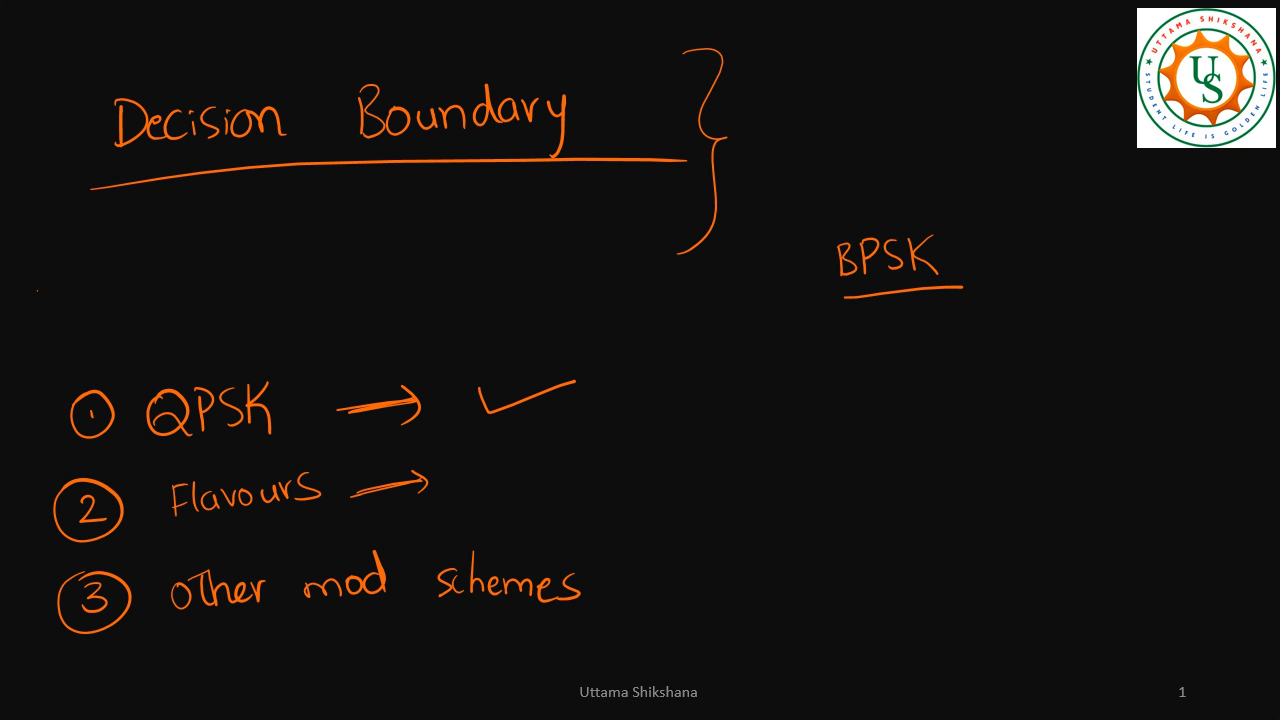 Decision Boundary
UTTAMA SHIKSHANA
US
STUDENT LIFE IS GOLDEN LIFE
BPSK
1 QPSK →
2 Flavours →
3 other mod schemes
Uttama Shikshana
1